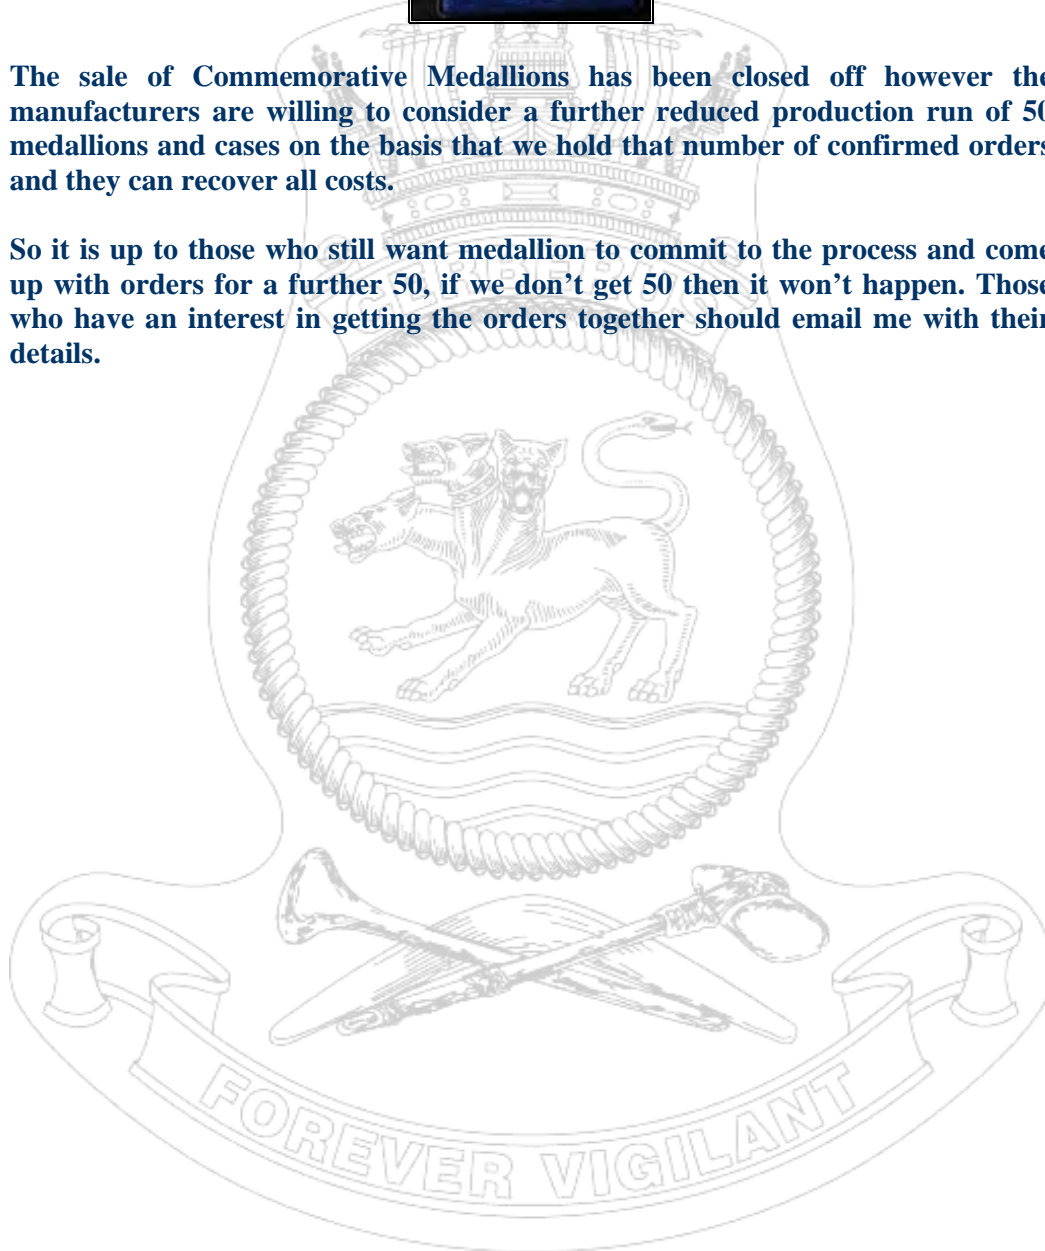 The sale of Commemorative Medallions has been closed off however the
manufacturers are willing to consider a further reduced production run of 50
medallions and cases on the basis that we hold that number of confirmed orders
and they can recover all costs.
So it is up to those who still want medallion to commit to the process and come
up with orders for a further 50, if we don’t get 50 then it won’t happen. Those
who have an interest in getting the orders together should email me with their
details.
CERBERUS
FOREVER VIGILANT